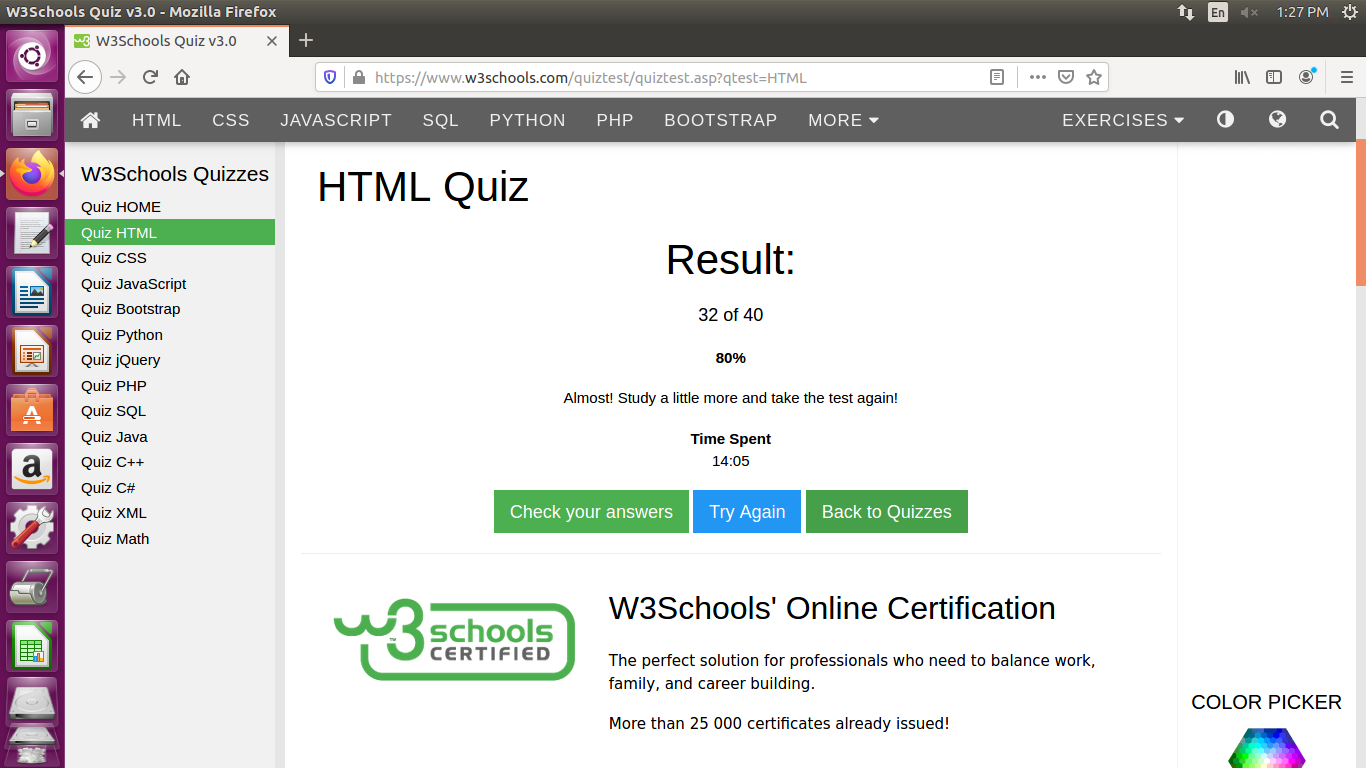 W3Schools Quiz v3.0 - Mozilla Firefox
En
1:27 PM
W3Schools Quiz v3.0
https://www.w3schools.com/quiztest/quiztest.asp?qtest=HTML
HTML CSS JAVASCRIPT SQL PYTHON PHP BOOTSTRAP MORE EXERCISES
W3Schools Quizzes
Quiz HOME
Quiz HTML
Quiz CSS
Quiz JavaScript
Quiz Bootstrap
Quiz Python
Quiz jQuery
Quiz PHP
Quiz SQL
Quiz Java
Quiz C++
Quiz C#
Quiz XML
Quiz Math
HTML Quiz
Result:
32 of 40
80%
Almost! Study a little more and take the test again!
Time Spent
14:05
Check your answers
Try Again
Back to Quizzes
w3schools
™
CERTIFIED
W3Schools' Online Certification
The perfect solution for professionals who need to balance work,
family, and career building.
More than 25 000 certificates already issued!
COLOR PICKER